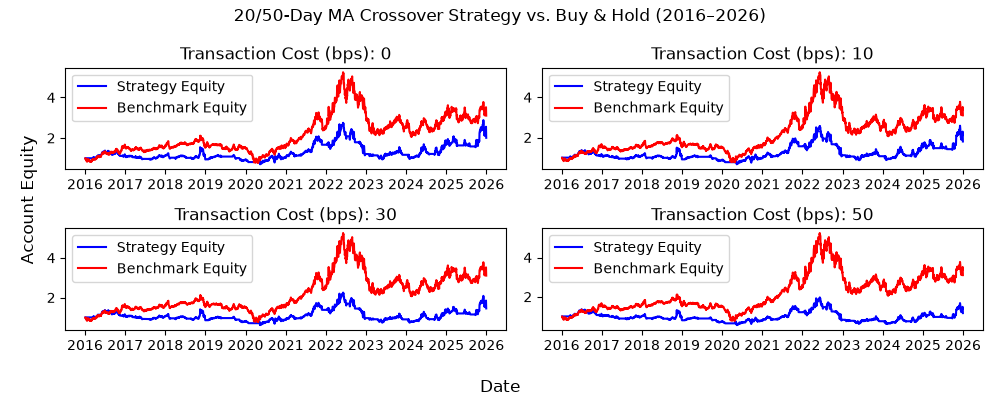 20/50-Day MA Crossover Strategy vs. Buy & Hold (2016–2026)
Transaction Cost (bps): 0
Strategy Equity
Benchmark Equity
4
2
2016 2017 2018 2019 2020 2021 2022 2023 2024 2025 2026
Transaction Cost (bps): 10
Strategy Equity
Benchmark Equity
4
2
2016 2017 2018 2019 2020 2021 2022 2023 2024 2025 2026
Account Equity
Transaction Cost (bps): 30
Strategy Equity
Benchmark Equity
4
2
2016 2017 2018 2019 2020 2021 2022 2023 2024 2025 2026
Transaction Cost (bps): 50
Strategy Equity
Benchmark Equity
4
2
2016 2017 2018 2019 2020 2021 2022 2023 2024 2025 2026
Date